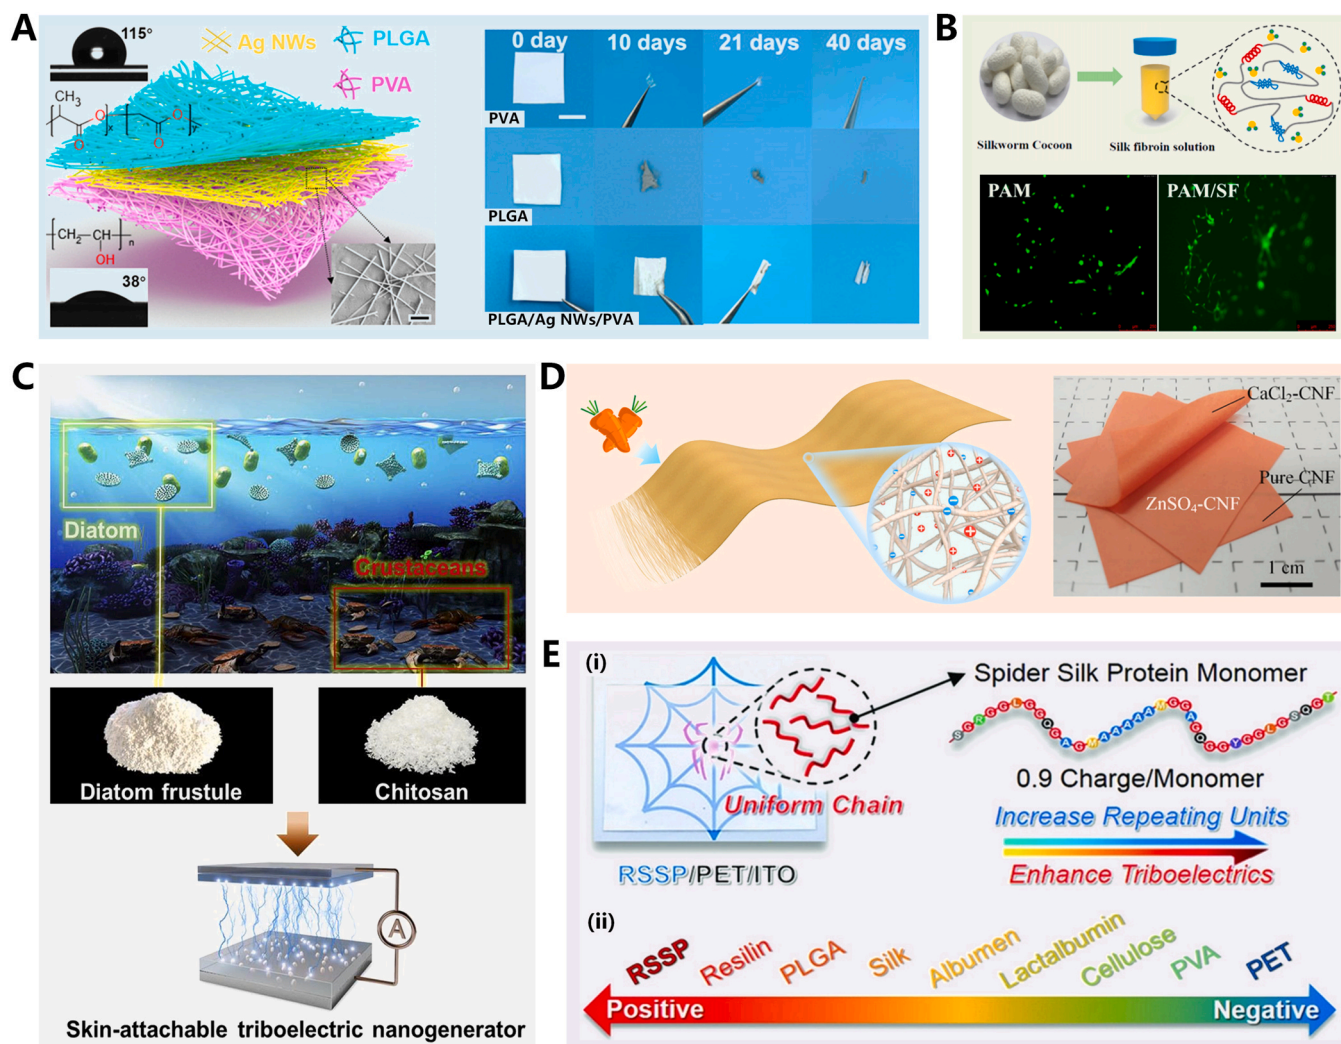 A
115°
Ag NWs
PLGA
PVA
CH₃
O
O
x
O
O
y
CH₂
CH
n
OH
38°
0 day
10 days
21 days
40 days
PVA
PLGA
PLGA/Ag NWs/PVA
B
Silkworm Cocoon
Silk fibroin solution
PAM
PAM/SF
C
Diatom
Crustaceans
Diatom frustule
Chitosan
A
Skin-attachable triboelectric nanogenerator
D
CaCl₂-CNF
Pure-CNF
ZnSO₄-CNF
1 cm
E
(i)
Spider Silk Protein Monomer
Uniform Chain
0.9 Charge/Monomer
Increase Repeating Units
Enhance Triboelectrics
RSSP/PET/ITO
(ii)
RSSP
Resilin
PLGA
Silk
Albumen
Lactalbumin
Cellulose
PVA
PET
Positive
Negative